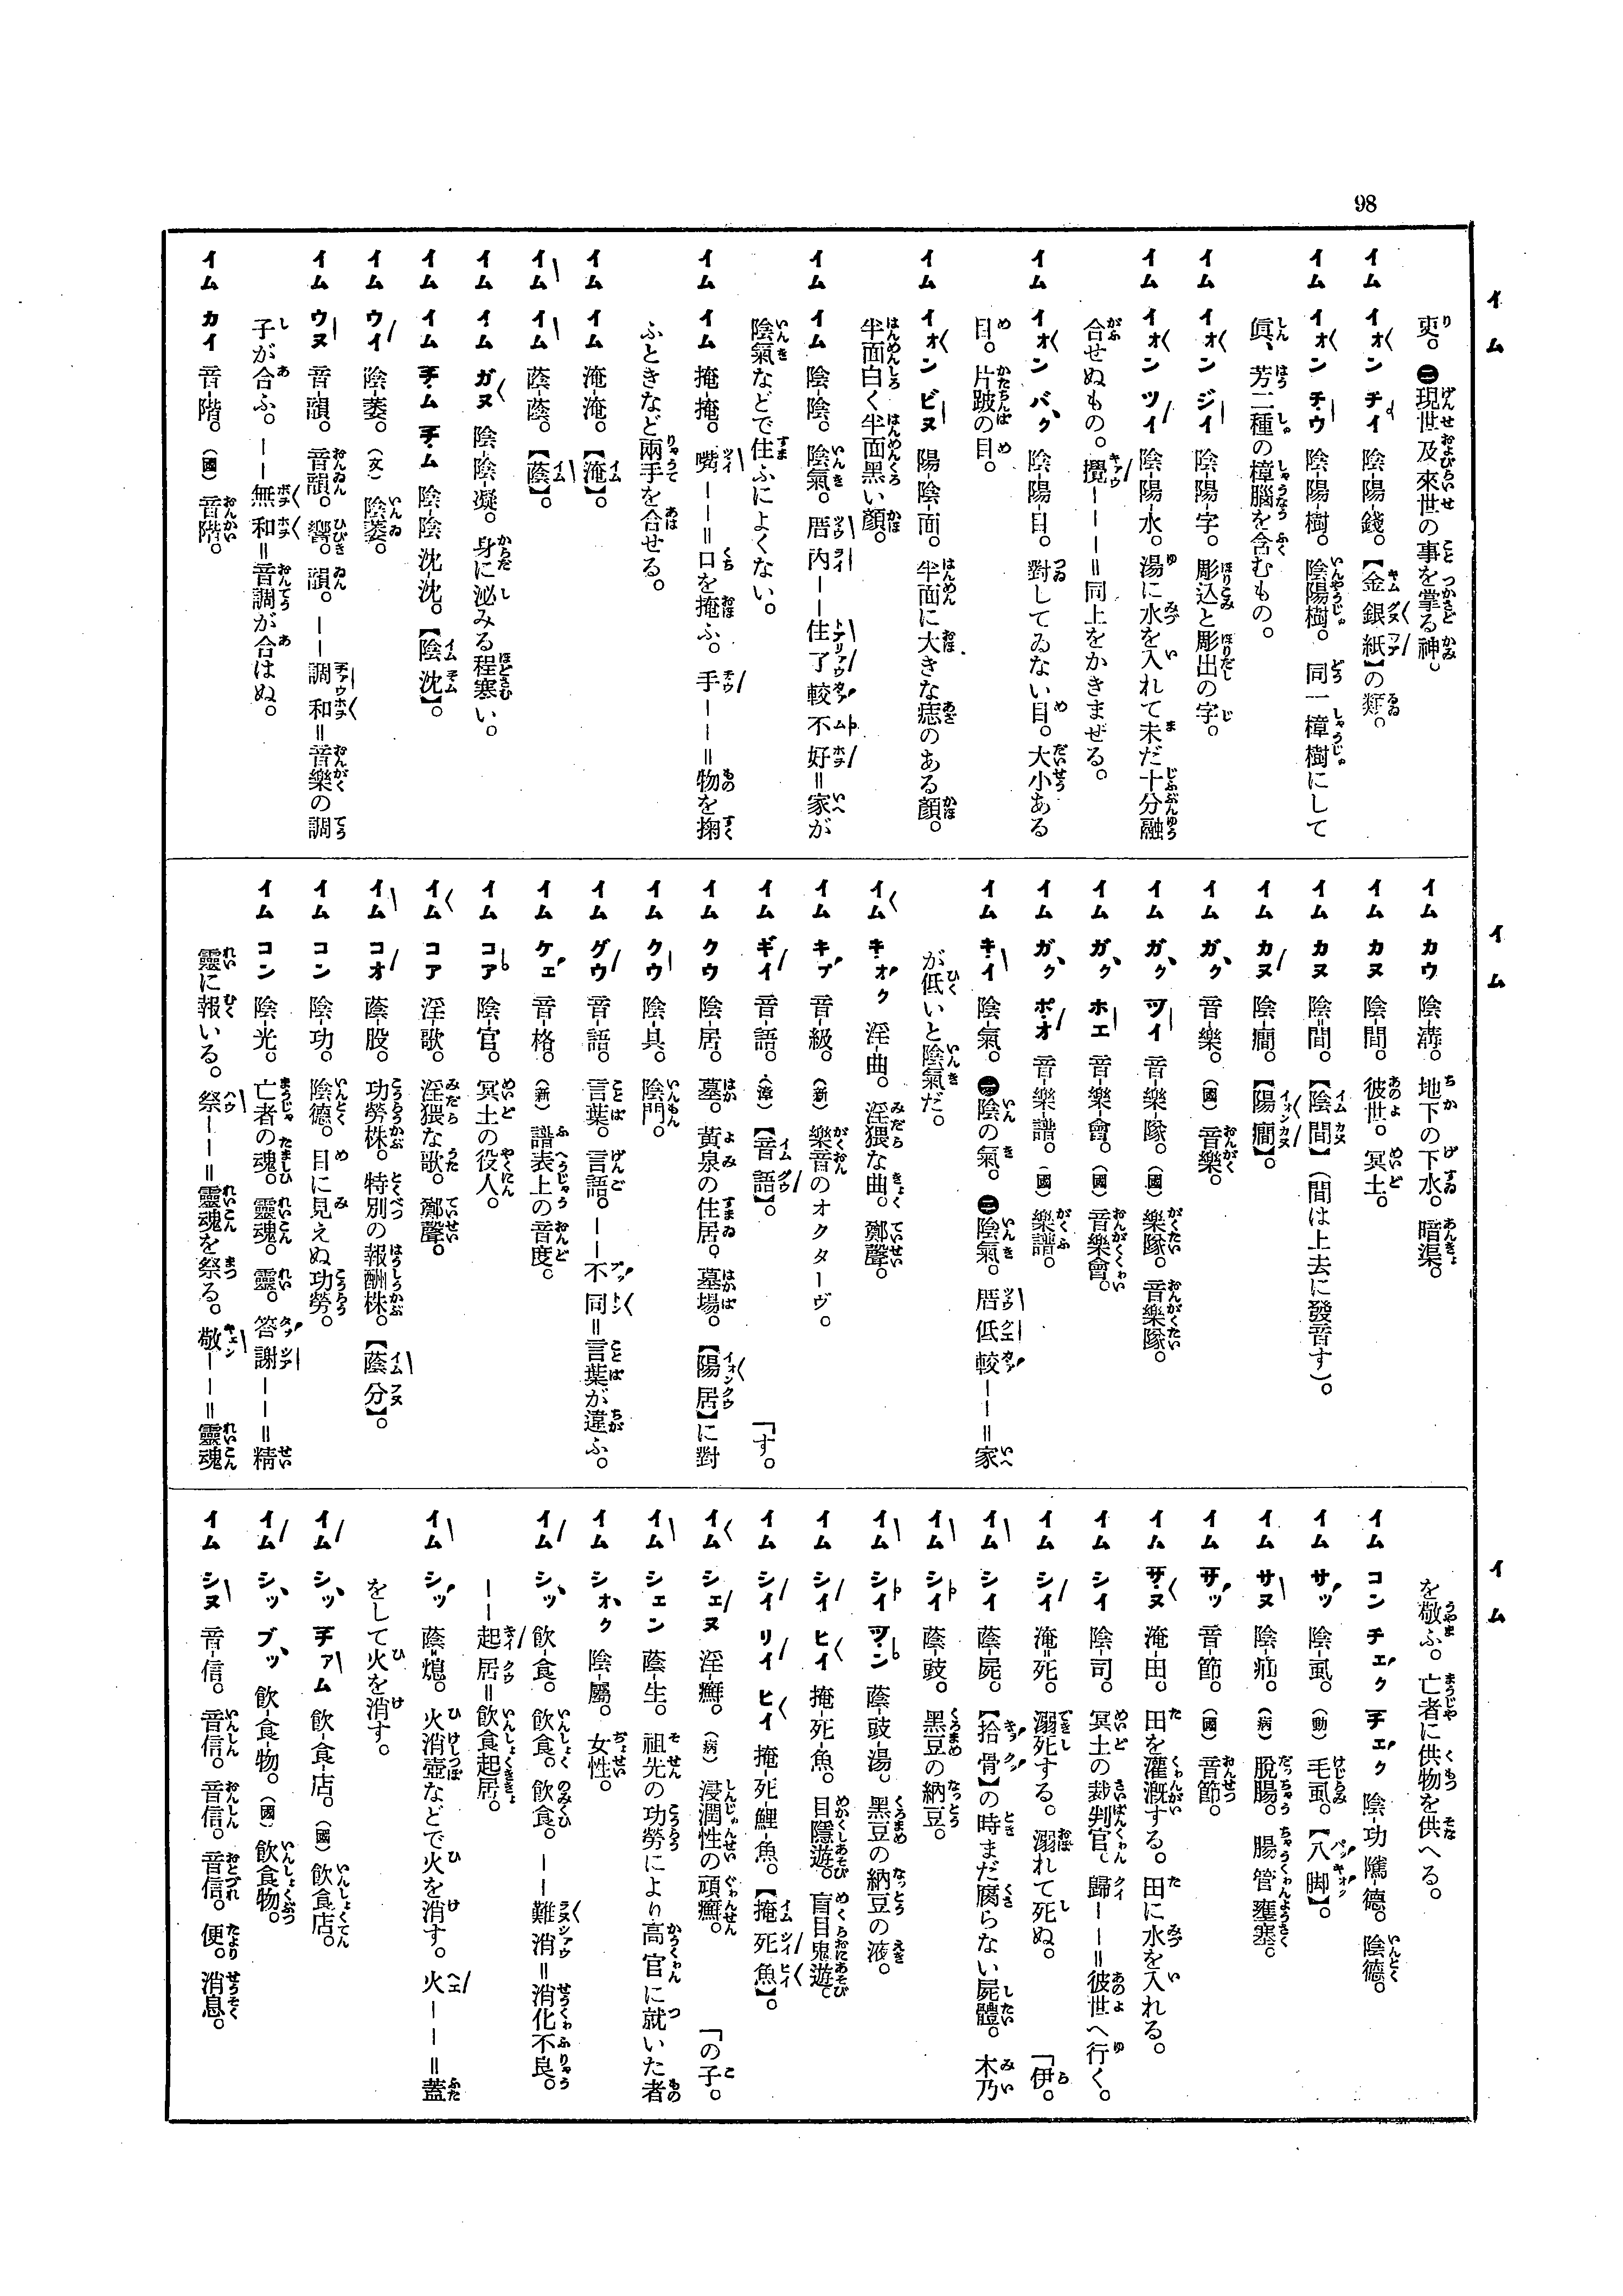 98
イム
イム
イム
吏。㊁現世及來世の事を掌る神。
イム イオン チイ 陰-陽-錢。【金銀紙】の類。
イム イオン チウ 陰-陽-樹。陰陽樹。同一樟樹にして
眞、芳二種の樟腦を含むもの。
イム イオン ジイ 陰-陽-字。彫込と彫出の字。
イム イオン ツイ 陰-陽-水。湯に水を入れて未だ十分融
合せぬもの。攪---=同上をかきまぜる。
イム イオン バク 陰-陽-目。對してゐない目。大小ある
目。片跛の目。
イム イオン ビヌ 陽-陰-面。半面に大きな痣のある顏。
半面白く半面黑い顏。
イム イム 陰-陰。陰氣。厝內--住了較不好=家が
陰氣などで住ふによくない。
イム イム 掩-掩。嘴--=口を掩ふ。手--=物を掬
ふときなど兩手を合せる。
イム イム 淹-淹。【淹】。
イム イム 蔭-蔭。【蔭】。
イム イム ガヌ 陰-陰-凝。身に泌みる程寒い。
イム イム チム チム 陰-陰 沈-沈。【陰沈】。
イム ウイ 陰-萎。(文)陰萎。
イム ウヌ 音-韻。音韻。響。韻。--調和=音樂の調
子が合ふ。--無和=音調が合はぬ。
イム カイ 音-階。(國)音階。
イム カウ 陰-溝。地下の下水。暗渠。
イム カヌ 陰-間。彼世。冥土。
イム カヌ 陰=間。【陰間】(間は上去に發音す)。
イム カヌ 陰-癎。【陽癎】。
イム ガク 音-樂。(國)音樂。
イム ガク ツイ 音-樂-隊。(國)樂隊。音樂隊。
イム ガク ホエ 音-樂-會。(國)音樂會。
イム ガク ポオ 音-樂-譜。(國)樂譜。
イム キイ 陰-氣。㊀陰の氣。㊁陰氣。厝低較--=家
が低いと陰氣だ。
イム キオク 淫-曲。淫猥な曲。鄭聲。
イム キプ 音-級。(新)樂音のオクターヴ。
イム ギイ 音-語。(漳)【音語】。
イム クウ 陰-居。墓。黃泉の住居。墓場。【陽居】に對
「す。
イム クウ 陰-具。陰門。
イム グウ 音-語。言葉。言語。--不同=言葉が違ふ。
イム ケエ 音-格。(新)譜表上の音度。
イム コア 陰-官。冥土の役人。
イム コア 淫-歌。淫猥な歌。鄭聲。
イム コオ 蔭-股。功勞株。特別の報酬株。【蔭分】。
イム コン 陰-功。陰德。目に見えぬ功勞。
イム コン 陰-光。亡者の魂。靈魂。靈。答謝--=精
靈に報いる。祭--=靈魂を祭る。敬--=靈魂
を敬ふ。亡者に供物を供へる。
イム コン チエク チエク 陰-功 隲-德。陰德。
イム サッ 陰-虱。(動)毛虱。【八脚】。
イム サヌ 陰-疝。(病)脫腸。腸管壅塞。
イム サッ 音-節。(國)音節。
イム サヌ 淹-田。田を灌漑する。田に水を入れる。
イム シイ 陰-司。冥土の裁判官。歸--=彼世へ行く。
イム シイ 淹=死。溺死する。溺れて死ぬ。
イム シイ 蔭-屍。【拾骨】の時まだ腐らない屍體。木乃
「伊。
イム シイ 蔭-豉。黑豆の納豆。
イム シイ ツン 蔭-豉-湯。黑豆の納豆の液。
イム シイ ヒイ 掩-死-魚。目隱遊。盲目鬼遊。
イム シイ リイ ヒイ 掩-死-鯉-魚。【掩死魚】。
イム シエヌ 淫-癬。(病)浸潤性の頑癬。
イム シエン 蔭-生。祖先の功勞により高官に就いた者
「の子。
イム シオク 陰-屬。女性。
イム シッ 飮-食。飮食。飮食。--難消=消化不良。
--起居=飮食起居。
イム シッ 蔭=熄。火消壺などで火を消す。火--=蓋
をして火を消す。
イム シッ チアム 飮-食-店。(國)飮食店。
イム シッ ブッ 飮-食-物。(國)飮食物。
イム シヌ 音-信。音信。音信。音信。便。消息。